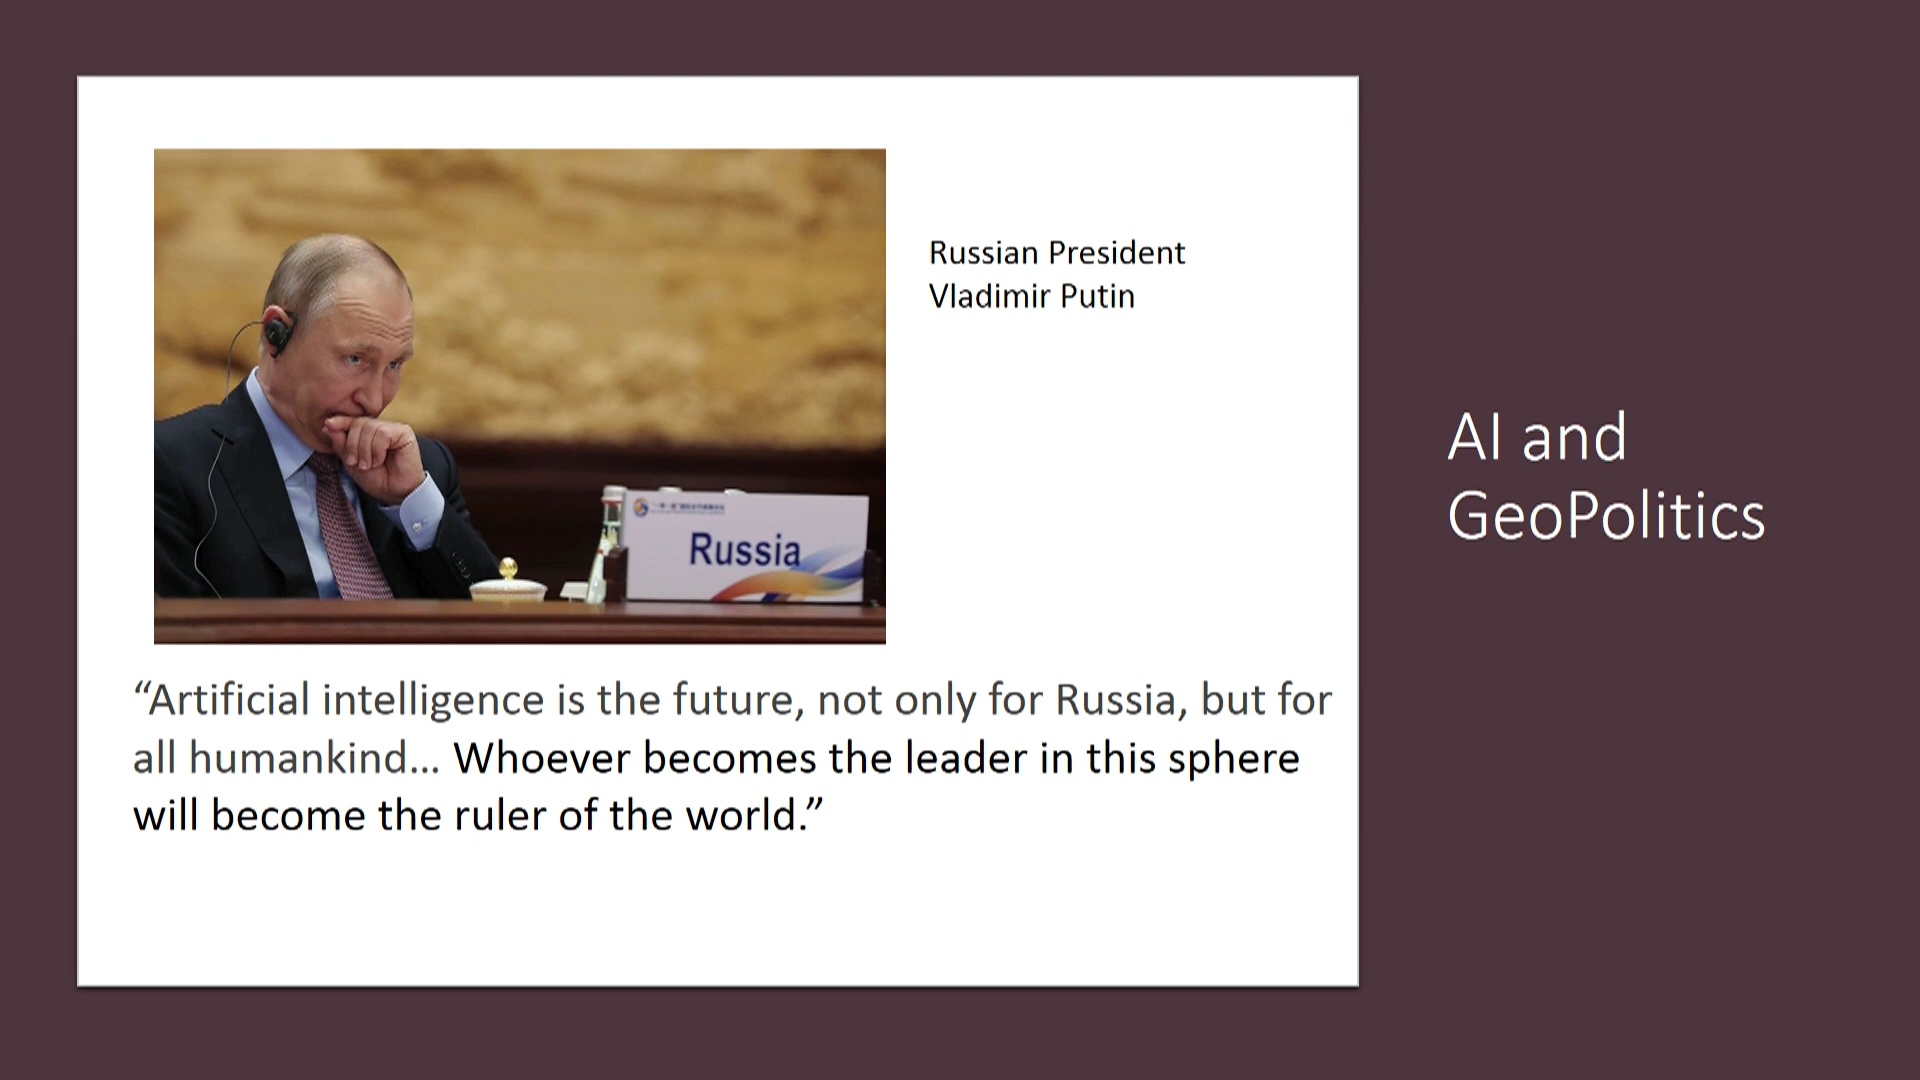 Russian President
Vladimir Putin
Russia
“Artificial intelligence is the future, not only for Russia, but for
all humankind... Whoever becomes the leader in this sphere
will become the ruler of the world.”
AI and
GeoPolitics